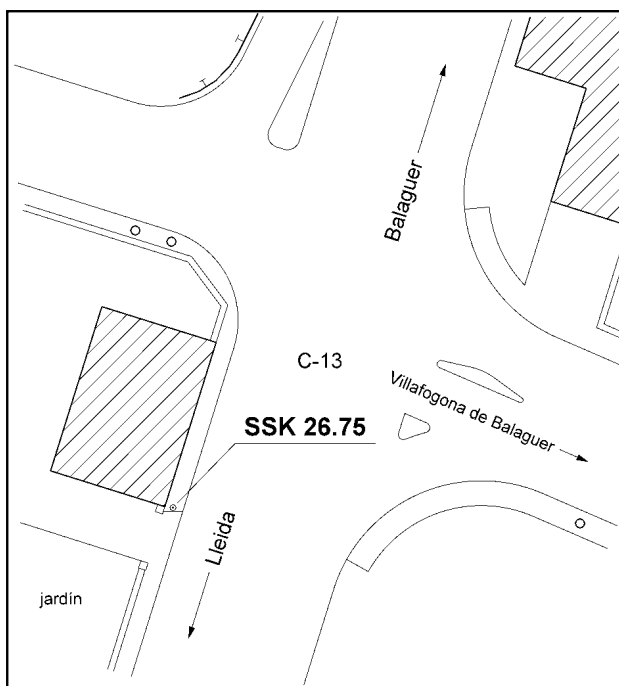 Balaguer
C-13
Villafogona de Balaguer
SSK 26.75
Lleida
jardín